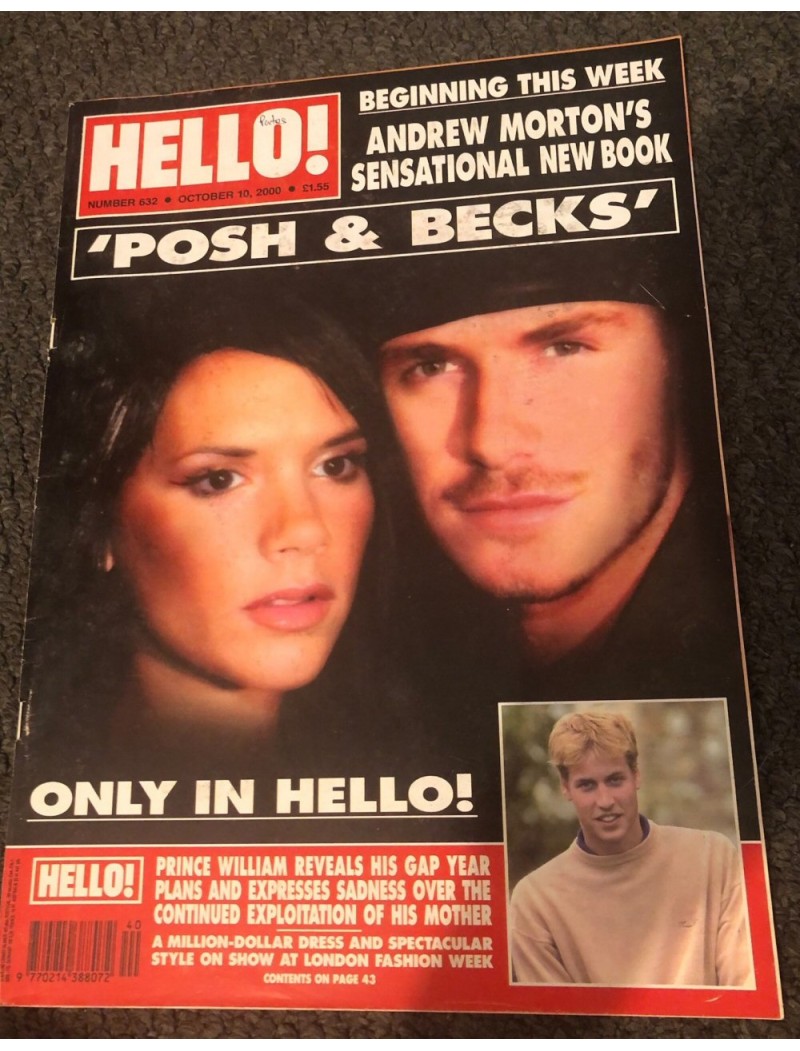 BEGINNING THIS WEEK
HELLO!
NUMBER 632 • OCTOBER 10, 2000 • £1.55
ANDREW MORTON'S
SENSATIONAL NEW BOOK
'POSH & BECKS'
ONLY IN HELLO!
HELLO!
PRINCE WILLIAM REVEALS HIS GAP YEAR
PLANS AND EXPRESSES SADNESS OVER THE
CONTINUED EXPLOITATION OF HIS MOTHER
A MILLION-DOLLAR DRESS AND SPECTACULAR
STYLE ON SHOW AT LONDON FASHION WEEK
CONTENTS ON PAGE 43
40
9 770214 388072